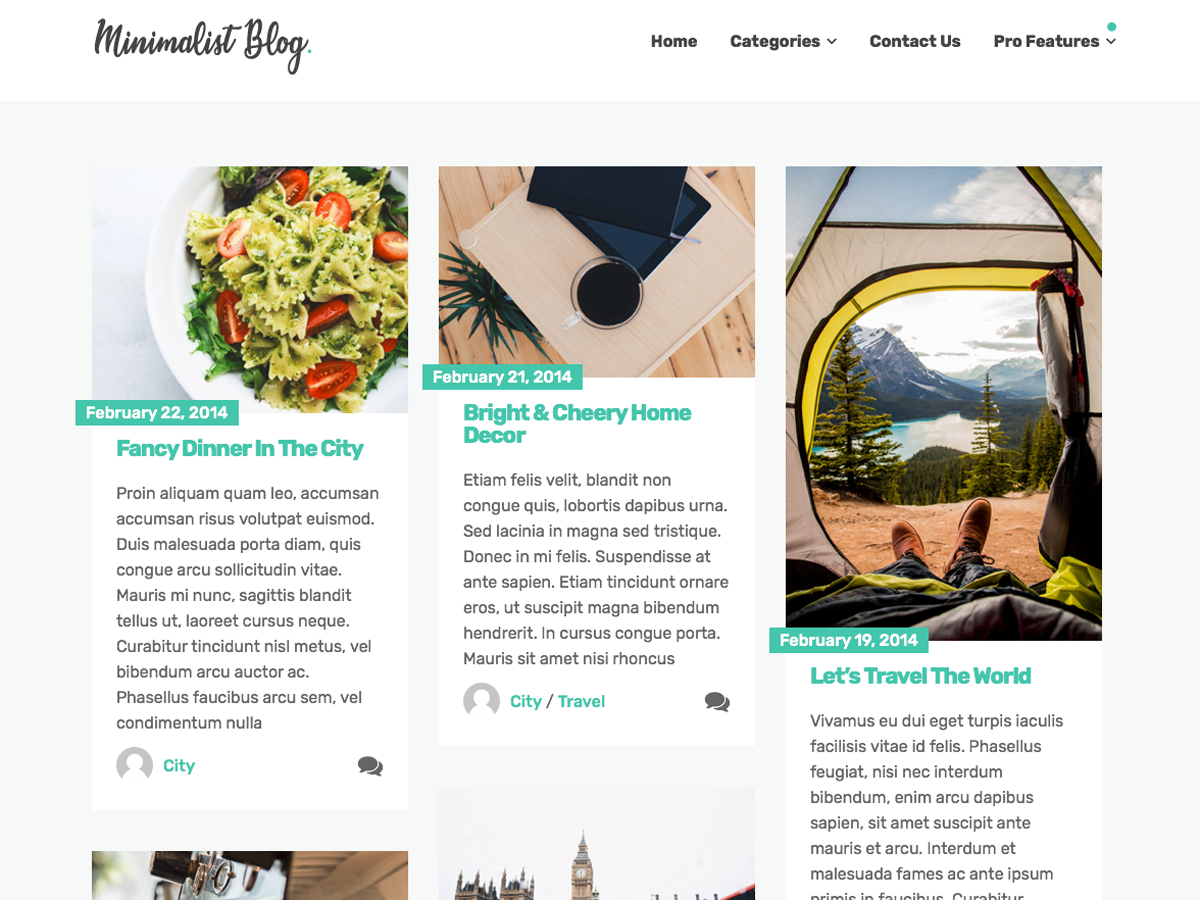 Minimalist Blog.
Home
Categories
Contact Us
Pro Features
February 22, 2014
Fancy Dinner In The City
Proin aliquam quam leo, accumsan
accumsan risus volutpat euismod.
Duis malesuada porta diam, quis
congue arcu sollicitudin vitae.
Mauris mi nunc, sagittis blandit
tellus ut, laoreet cursus neque.
Curabitur tincidunt nisl metus, vel
bibendum arcu auctor ac.
Phasellus faucibus arcu sem, vel
condimentum nulla
City
February 21, 2014
Bright & Cheery Home
Decor
Etiam felis velit, blandit non
congue quis, lobortis dapibus urna.
Sed lacinia in magna sed tristique.
Donec in mi felis. Suspendisse at
ante sapien. Etiam tincidunt ornare
eros, ut suscipit magna bibendum
hendrerit. In cursus congue porta.
Mauris sit amet nisi rhoncus
City / Travel
February 19, 2014
Let's Travel The World
Vivamus eu dui eget turpis iaculis
facilisis vitae id felis. Phasellus
feugiat, nisi nec interdum
bibendum, enim arcu dapibus
sapien, sit amet suscipit ante
mauris et arcu. Interdum et
malesuada fames ac ante ipsum
primis in faucibus. Curabitur